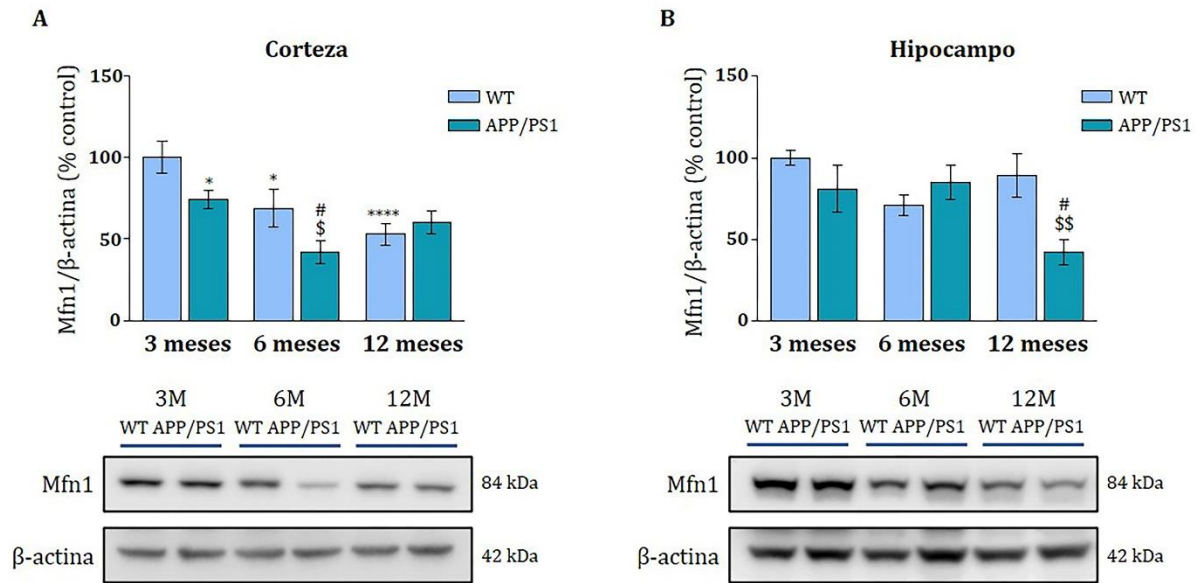 A
Corteza
Mfn1/β-actina (% control)
150
100
50
0
WT
APP/PS1
*
*
#
$
****
3 meses 6 meses 12 meses
3M 6M 12M
WT APP/PS1 WT APP/PS1 WT APP/PS1
Mfn1 84 kDa
β-actina 42 kDa
B
Hipocampo
Mfn1/β-actina (% control)
150
100
50
0
WT
APP/PS1
#
$$
3 meses 6 meses 12 meses
3M 6M 12M
WT APP/PS1 WT APP/PS1 WT APP/PS1
Mfn1 84 kDa
β-actina 42 kDa